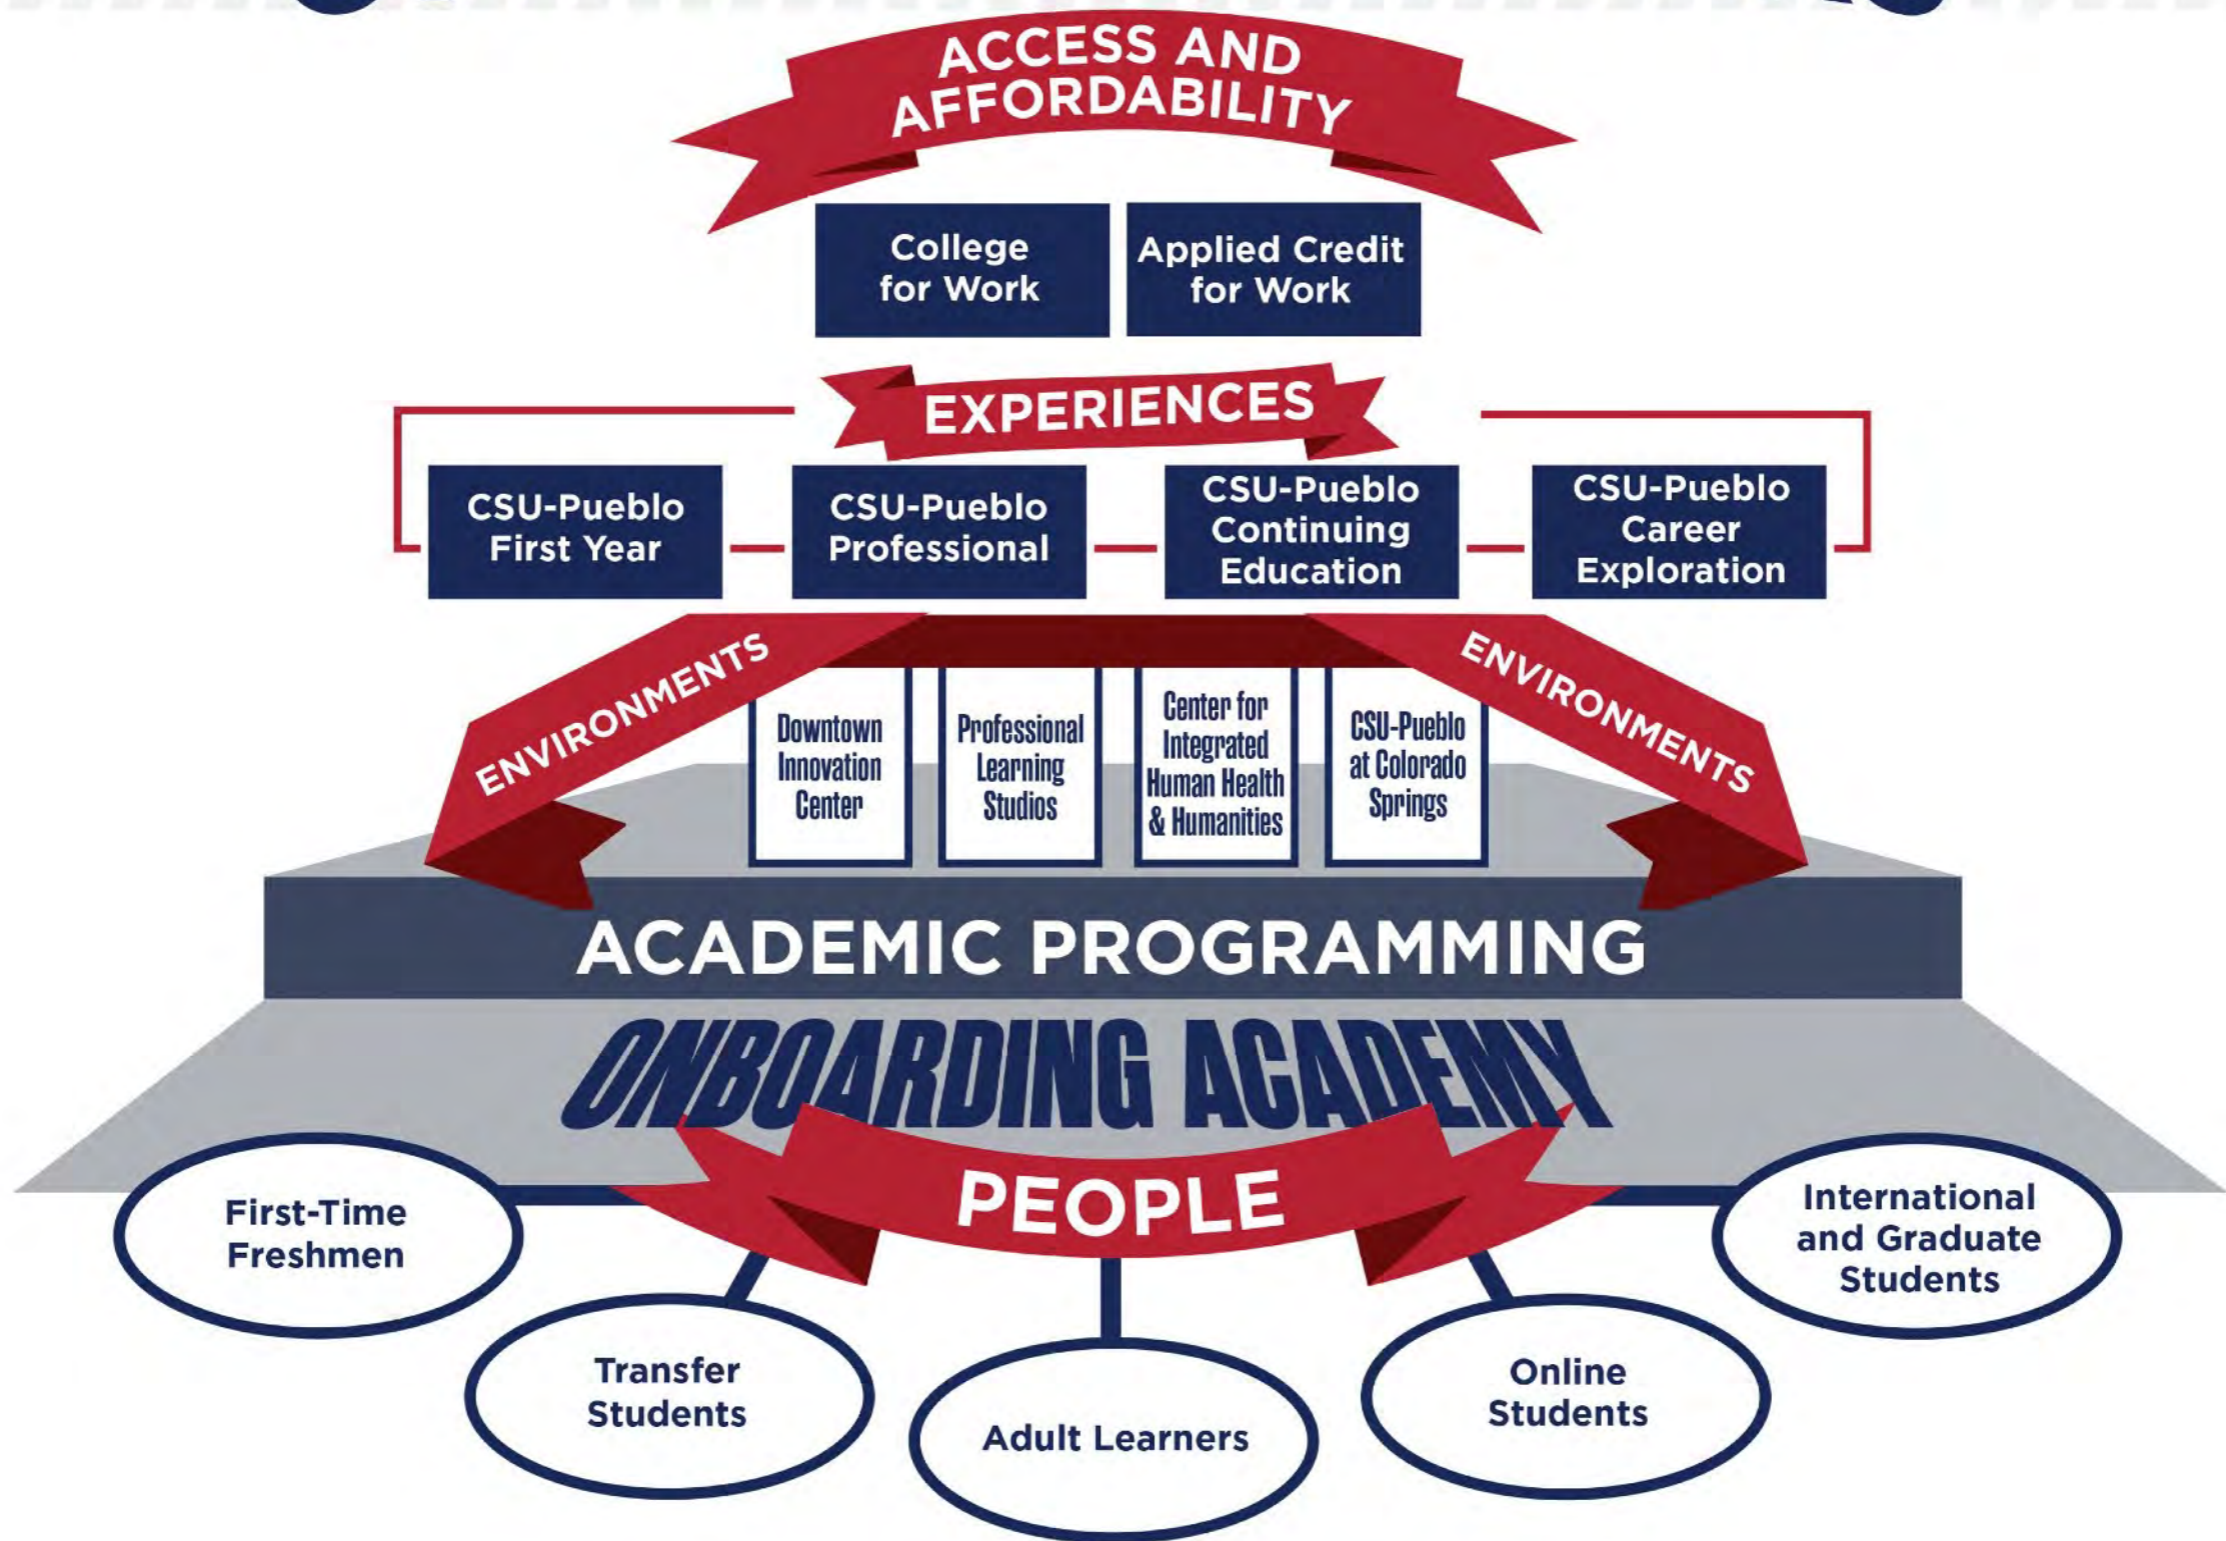 ACCESS AND
AFFORDABILITY
College
for Work
Applied Credit
for Work
EXPERIENCES
CSU-Pueblo
First Year
CSU-Pueblo
Professional
CSU-Pueblo
Continuing
Education
CSU-Pueblo
Career
Exploration
ENVIRONMENTS
ENVIRONMENTS
Downtown
Innovation
Center
Professional
Learning
Studios
Center for
Integrated
Human Health
& Humanities
CSU-Pueblo
at Colorado
Springs
ACADEMIC PROGRAMMING
ONBOARDING ACADEMY
PEOPLE
First-Time
Freshmen
Transfer
Students
Adult Learners
Online
Students
International
and Graduate
Students